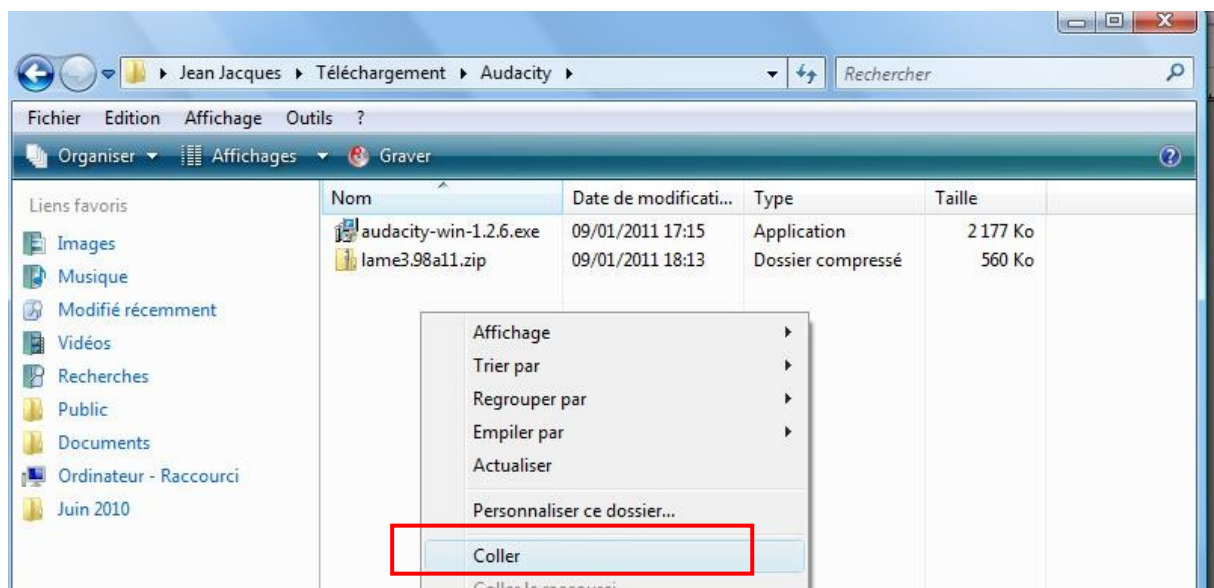 Jean Jacques Téléchargement Audacity Rechercher
Fichier Edition Affichage Outils ?
Organiser Affichages Graver ?
Liens favoris
Images
Musique
Modifié récemment
Vidéos
Recherches
Public
Documents
Ordinateur - Raccourci
Juin 2010
Nom Date de modificati... Type Taille
audacity-win-1.2.6.exe 09/01/2011 17:15 Application 2 177 Ko
lame3.98a11.zip 09/01/2011 18:13 Dossier compressé 560 Ko
Affichage
Trier par
Regrouper par
Empiler par
Actualiser
Personnaliser ce dossier...
Coller